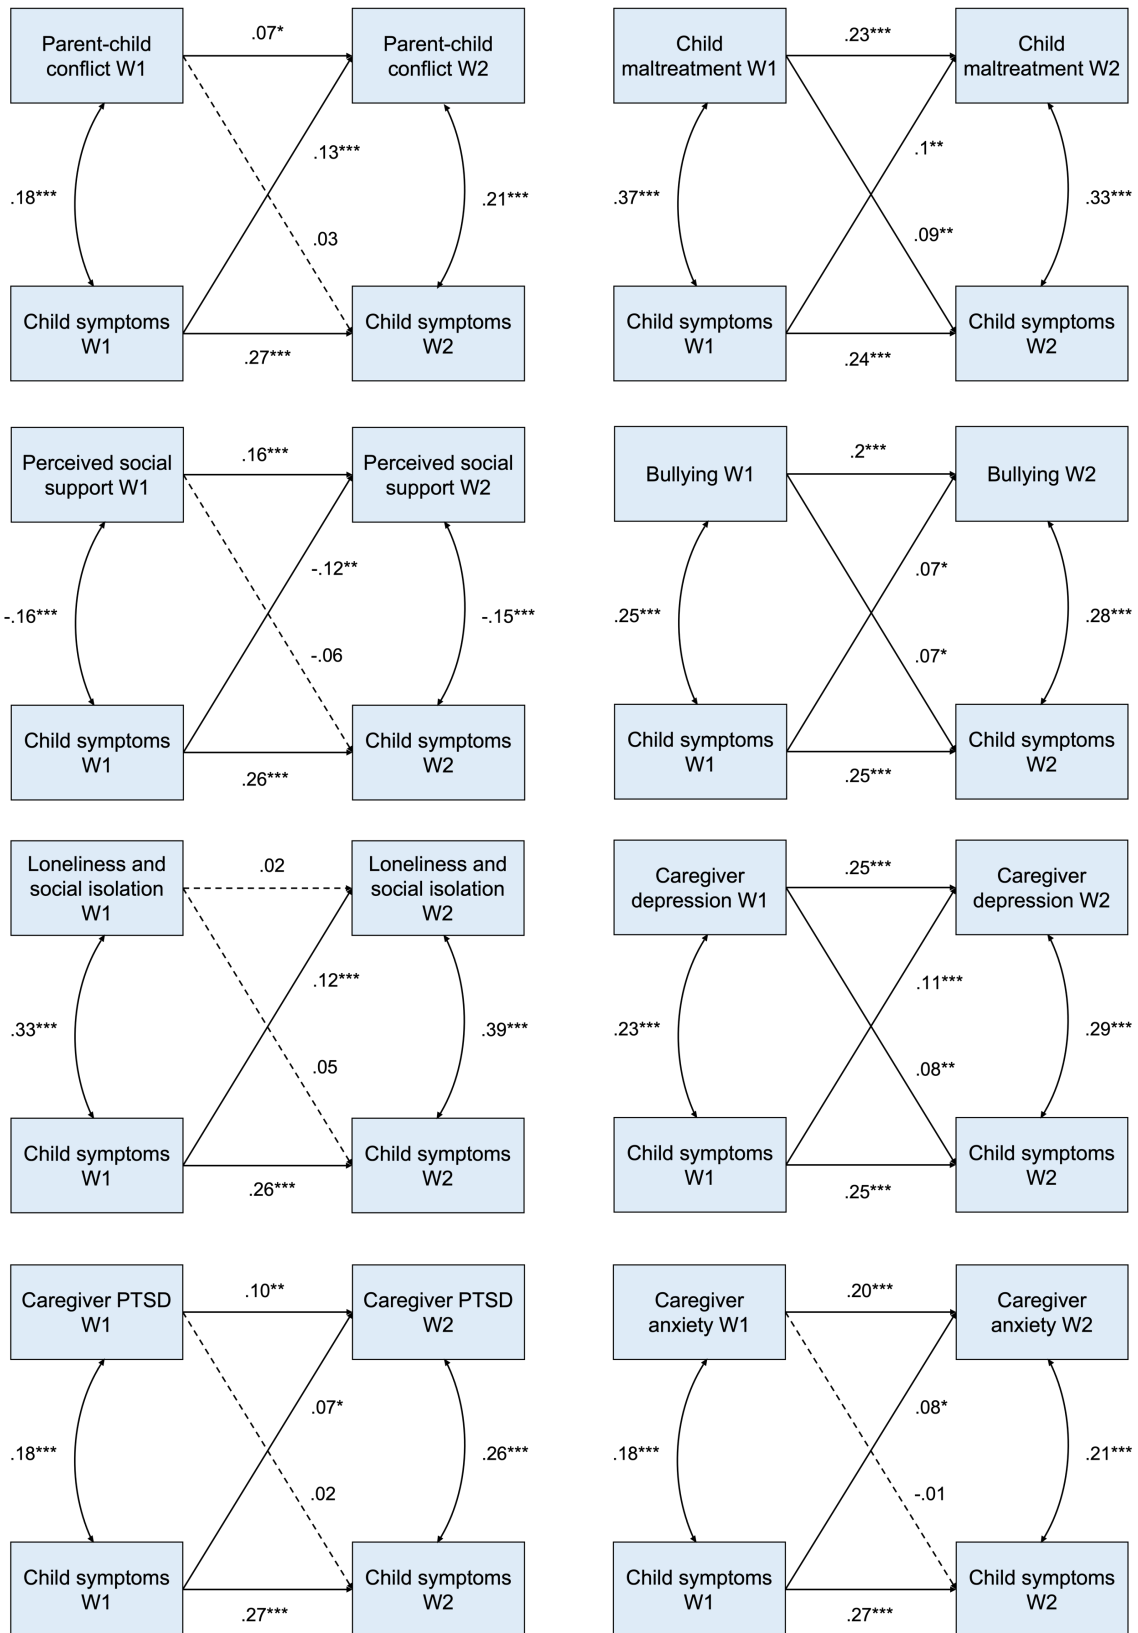 .07*
Parent-child
conflict W1
Parent-child
conflict W2
.13***
.18***
.21***
.03
Child symptoms
W1
Child symptoms
W2
.27***
.23***
Child
maltreatment W1
Child
maltreatment W2
.1**
.37***
.33***
.09**
Child symptoms
W1
Child symptoms
W2
.24***
.16***
Perceived social
support W1
Perceived social
support W2
-.12**
-.16***
-.15***
-.06
Child symptoms
W1
Child symptoms
W2
.26***
.2***
Bullying W1
Bullying W2
.07*
.25***
.28***
.07*
Child symptoms
W1
Child symptoms
W2
.25***
.02
Loneliness and
social isolation
W1
Loneliness and
social isolation
W2
.12***
.33***
.39***
.05
Child symptoms
W1
Child symptoms
W2
.26***
.25***
Caregiver
depression W1
Caregiver
depression W2
.11***
.23***
.29***
.08**
Child symptoms
W1
Child symptoms
W2
.25***
.10**
Caregiver PTSD
W1
Caregiver PTSD
W2
.07*
.18***
.26***
.02
Child symptoms
W1
Child symptoms
W2
.27***
.20***
Caregiver
anxiety W1
Caregiver
anxiety W2
.08*
.18***
.21***
-.01
Child symptoms
W1
Child symptoms
W2
.27***